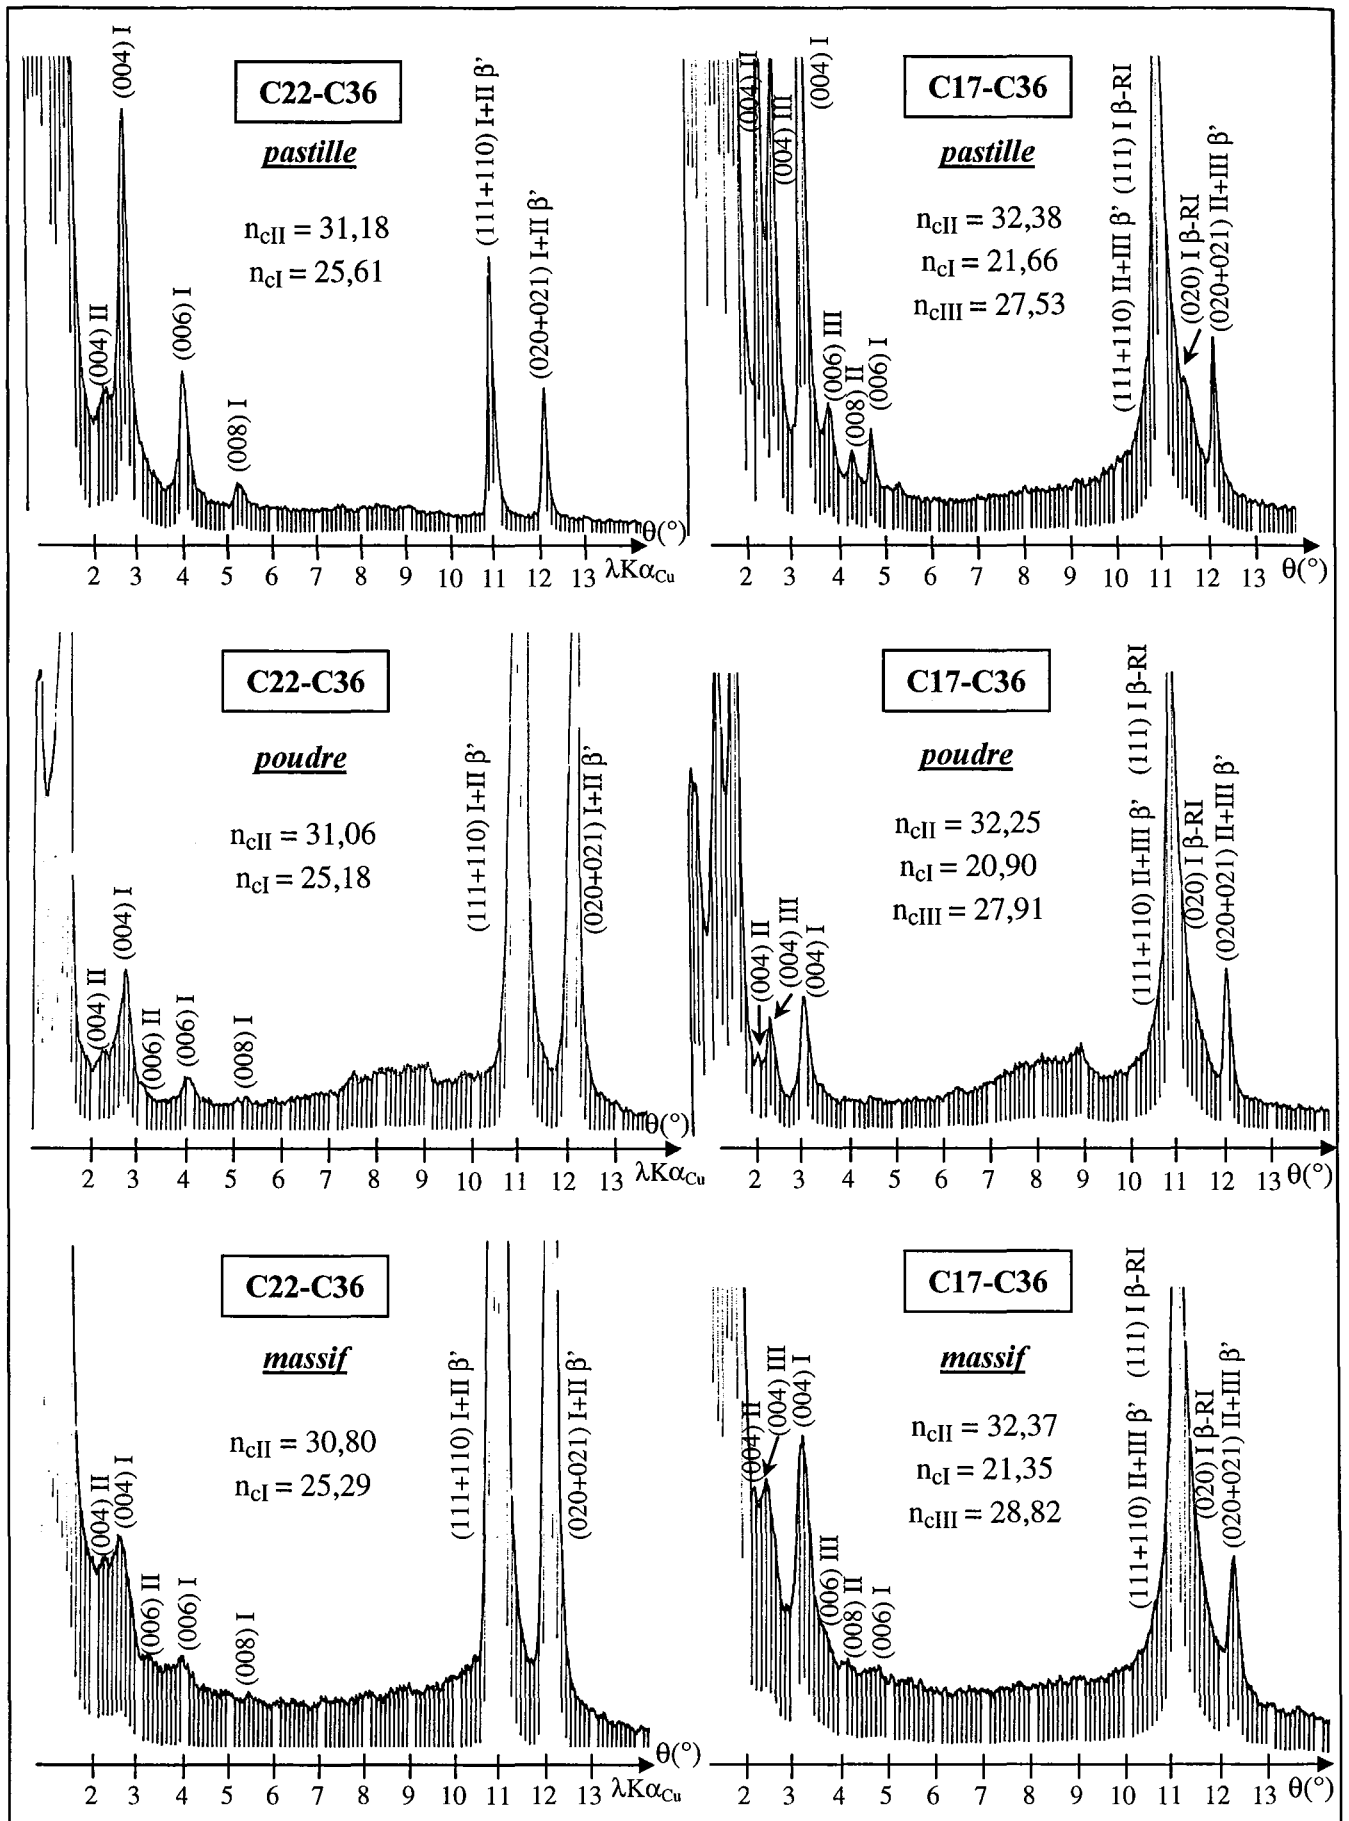 C22-C36
pastille
n_cII = 31,18
n_cI = 25,61
(004) II
(004) I
(006) I
(008) I
(111+110) I+II β'
(020+021) I+II β'
θ(°)
2 3 4 5 6 7 8 9 10 11 12 13 λKα_Cu
C17-C36
pastille
n_cII = 32,38
n_cI = 21,66
n_cIII = 27,53
(004) II
(004) III
(004) I
(006) III
(008) II
(006) I
(111+110) II+III β' (111) I β-RI
(020) I β-RI
(020+021) II+III β'
2 3 4 5 6 7 8 9 10 11 12 13 θ(°)
C22-C36
poudre
n_cII = 31,06
n_cI = 25,18
(004) II
(004) I
(006) II
(006) I
(008) I
(111+110) I+II β'
(020+021) I+II β'
θ(°)
2 3 4 5 6 7 8 9 10 11 12 13 λKα_Cu
C17-C36
poudre
n_cII = 32,25
n_cI = 20,90
n_cIII = 27,91
(004) II
(004) III
(004) I
(111+110) II+III β' (111) I β-RI
(020) I β-RI
(020+021) II+III β'
2 3 4 5 6 7 8 9 10 11 12 13 θ(°)
C22-C36
massif
n_cII = 30,80
n_cI = 25,29
(004) II
(004) I
(006) II
(006) I
(008) I
(111+110) I+II β'
(020+021) I+II β'
θ(°)
2 3 4 5 6 7 8 9 10 11 12 13 λKα_Cu
C17-C36
massif
n_cII = 32,37
n_cI = 21,35
n_cIII = 28,82
(004) II
(004) III
(004) I
(006) III
(008) II
(006) I
(111+110) II+III β' (111) I β-RI
(020) I β-RI
(020+021) II+III β'
2 3 4 5 6 7 8 9 10 11 12 13 θ(°)